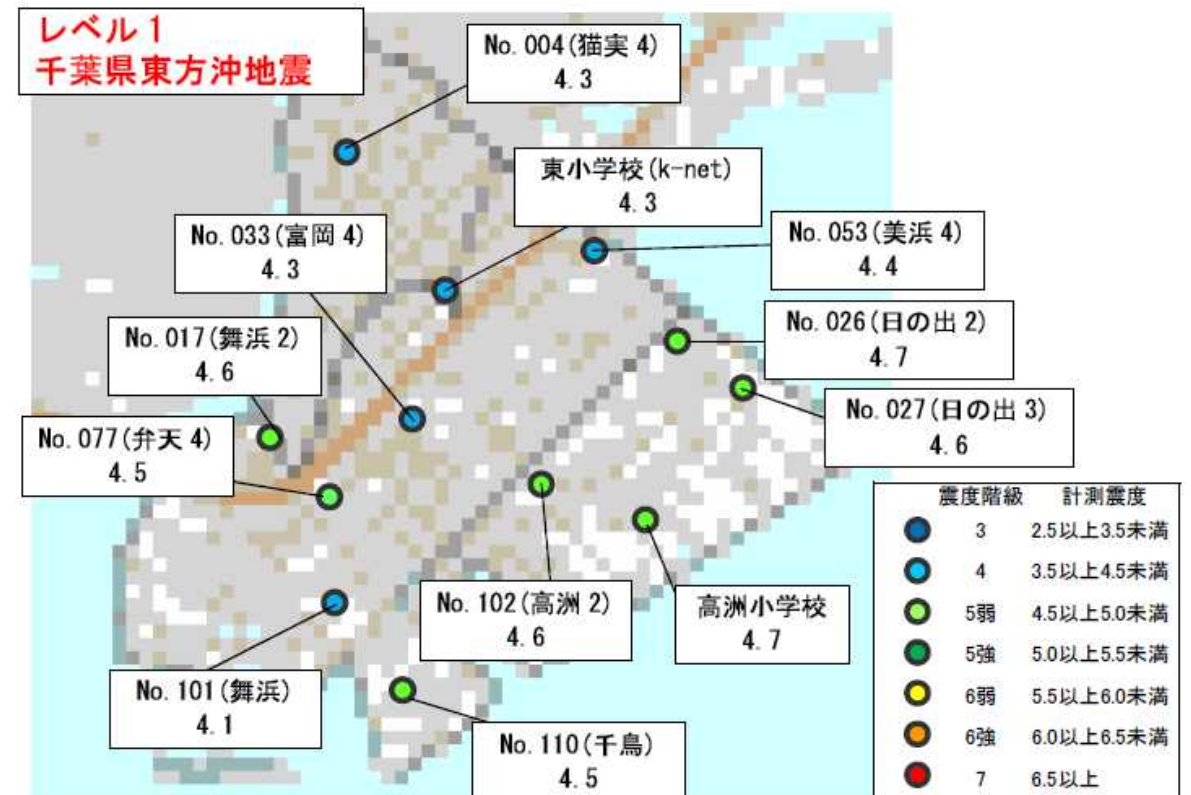 レベル1
千葉県東方沖地震
No.004(猫実4)
4.3
東小学校(k-net)
4.3
No.033(富岡4)
4.3
No.053(美浜4)
4.4
No.017(舞浜2)
4.6
No.026(日の出2)
4.7
No.027(日の出3)
4.6
No.077(弁天4)
4.5
No.102(高洲2)
4.6
高洲小学校
4.7
No.101(舞浜)
4.1
No.110(千鳥)
4.5
震度階級 計測震度
3 2.5以上3.5未満
4 3.5以上4.5未満
5弱 4.5以上5.0未満
5強 5.0以上5.5未満
6弱 5.5以上6.0未満
6強 6.0以上6.5未満
7 6.5以上